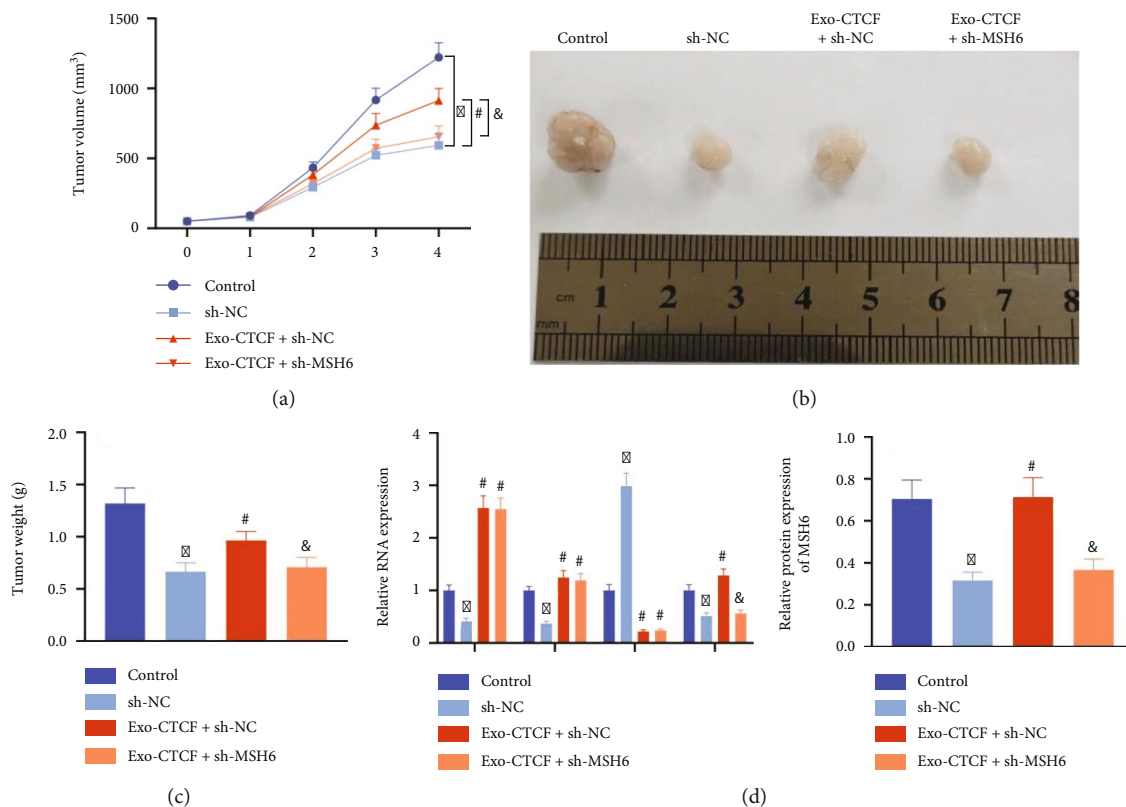 1500
1000
500
0
Tumor volume (mm³)
0 1 2 3 4
# &
Control
sh-NC
Exo-CTCF + sh-NC
Exo-CTCF + sh-MSH6
(a)
Control sh-NC Exo-CTCF + sh-NC Exo-CTCF + sh-MSH6
cm 1 2 3 4 5 6 7 8
mm
(b)
2.0
1.5
1.0
0.5
0.0
Tumor weight (g)
# &
Control
sh-NC
Exo-CTCF + sh-NC
Exo-CTCF + sh-MSH6
(c)
4
3
2
1
0
Relative RNA expression
# # # # # # # &
Control
sh-NC
Exo-CTCF + sh-NC
Exo-CTCF + sh-MSH6
1.0
0.8
0.6
0.4
0.2
0.0
Relative protein expression
of MSH6
# &
Control
sh-NC
Exo-CTCF + sh-NC
Exo-CTCF + sh-MSH6
(d)